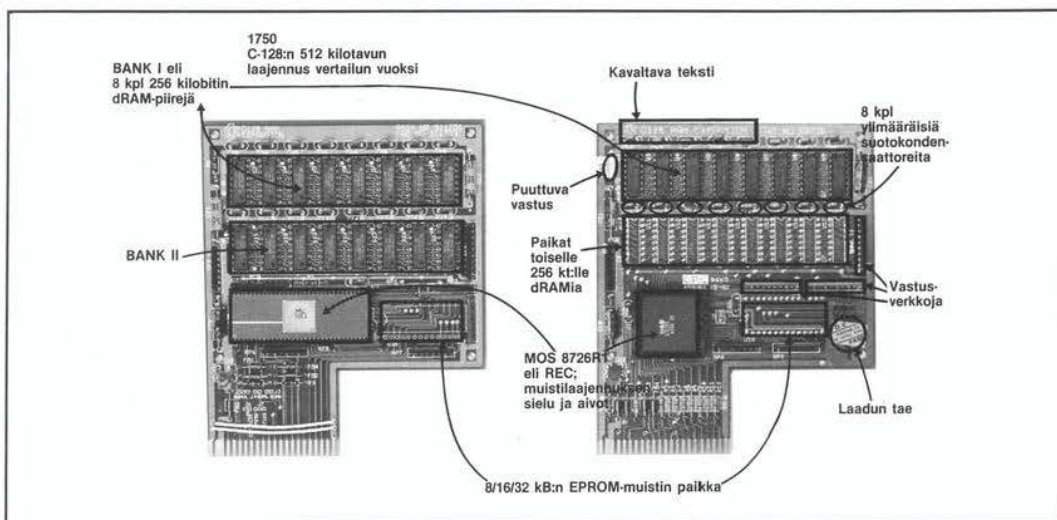 1750
C-128:n 512 kilotavun
laajennus vertailun vuoksi
BANK I eli
8 kpl 256 kilobitin
dRAM-piirejä
BANK II
Kavaltava teksti
8 kpl
ylimääräisiä
suotokonden-
saattoreita
Puuttuva
vastus
Paikat
toiselle
256 kt:lle
dRAMia
Vastus-
verkkoja
MOS 8726R1
eli REC;
muistilaajennuksen
sielu ja aivot
Laadun tae
8/16/32 kB:n EPROM-muistin paikka